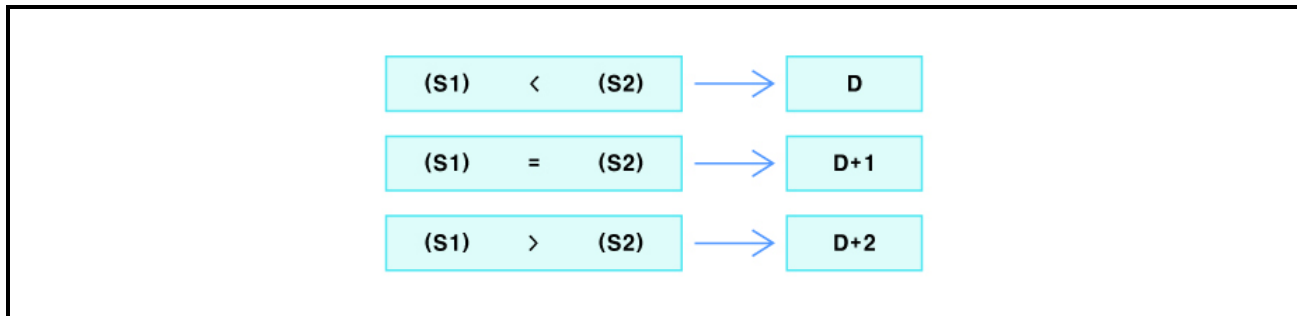 (S1) < (S2) D
(S1) = (S2) D+1
(S1) > (S2) D+2